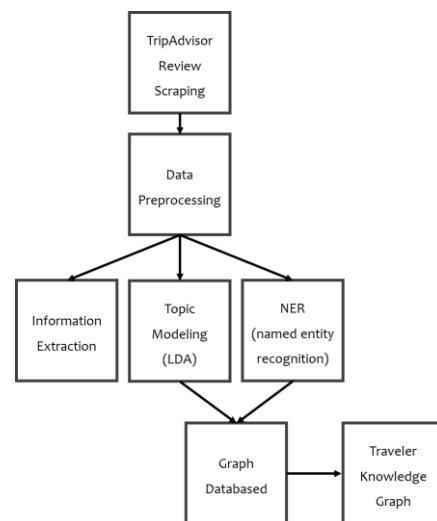 TripAdvisor
Review
Scraping
Data
Preprocessing
Information
Extraction
Topic
Modeling
(LDA)
NER
(named entity
recognition)
Graph
Databased
Traveler
Knowledge
Graph